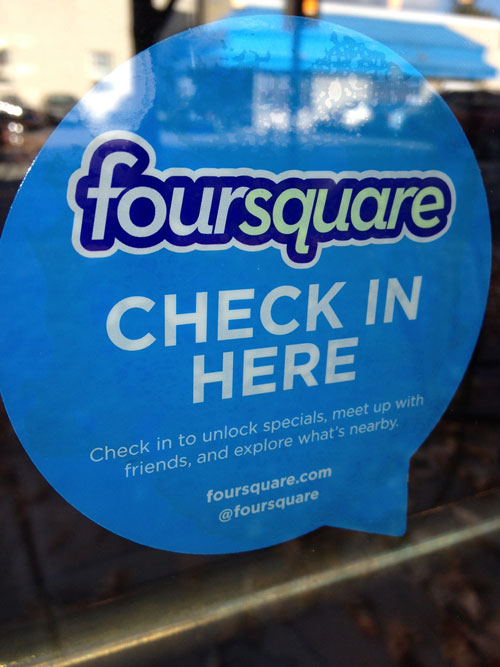 foursquare
CHECK IN
HERE
Check in to unlock specials, meet up with
friends, and explore what's nearby.
foursquare.com
@foursquare